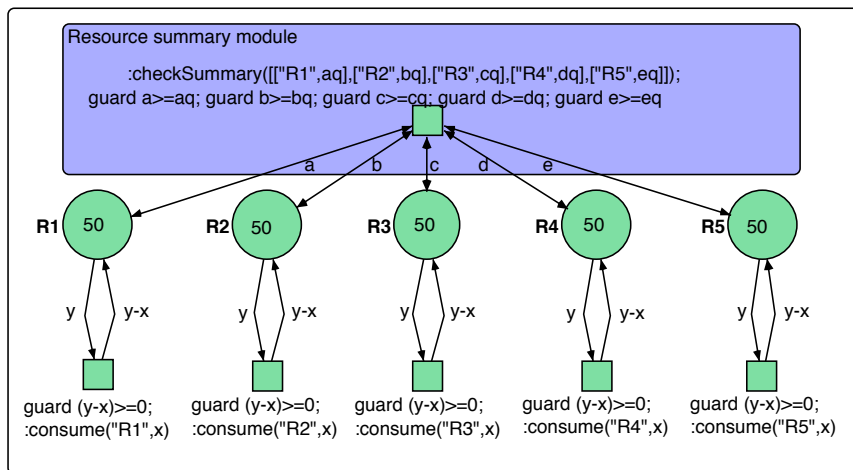 Resource summary module
:checkSummary([["R1",aq],["R2",bq],["R3",cq],["R4",dq],["R5",eq]]);
guard a>=aq; guard b>=bq; guard c>=cq; guard d>=dq; guard e>=eq
a b c d e
R1 50 R2 50 R3 50 R4 50 R5 50
y y-x y y-x y y-x y y-x y y-x
guard (y-x)>=0; guard (y-x)>=0; guard (y-x)>=0; guard (y-x)>=0; guard (y-x)>=0;
:consume("R1",x) :consume("R2",x) :consume("R3",x) :consume("R4",x) :consume("R5",x)